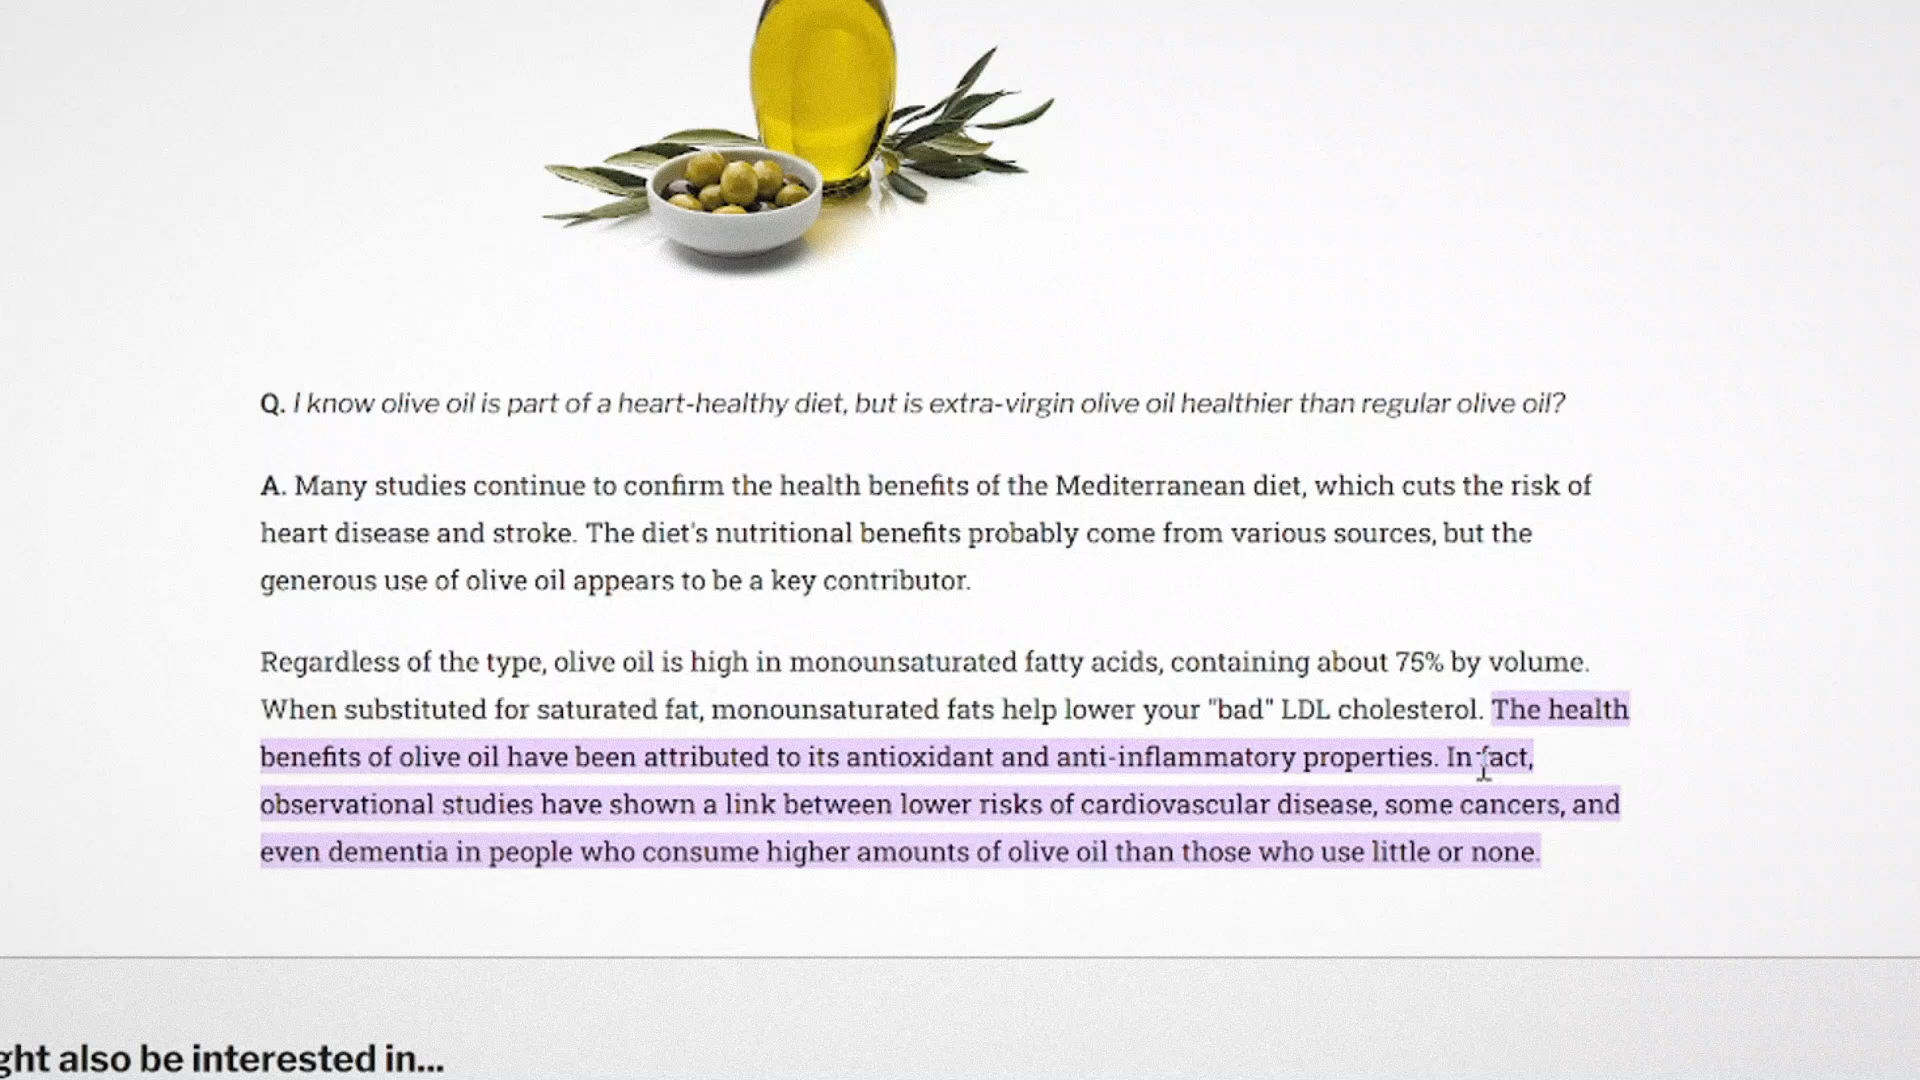 Q. I know olive oil is part of a heart-healthy diet, but is extra-virgin olive oil healthier than regular olive oil?
A. Many studies continue to confirm the health benefits of the Mediterranean diet, which cuts the risk of
heart disease and stroke. The diet's nutritional benefits probably come from various sources, but the
generous use of olive oil appears to be a key contributor.
Regardless of the type, olive oil is high in monounsaturated fatty acids, containing about 75% by volume.
When substituted for saturated fat, monounsaturated fats help lower your "bad" LDL cholesterol. The health
benefits of olive oil have been attributed to its antioxidant and anti-inflammatory properties. In fact,
observational studies have shown a link between lower risks of cardiovascular disease, some cancers, and
even dementia in people who consume higher amounts of olive oil than those who use little or none.
also be interested in...